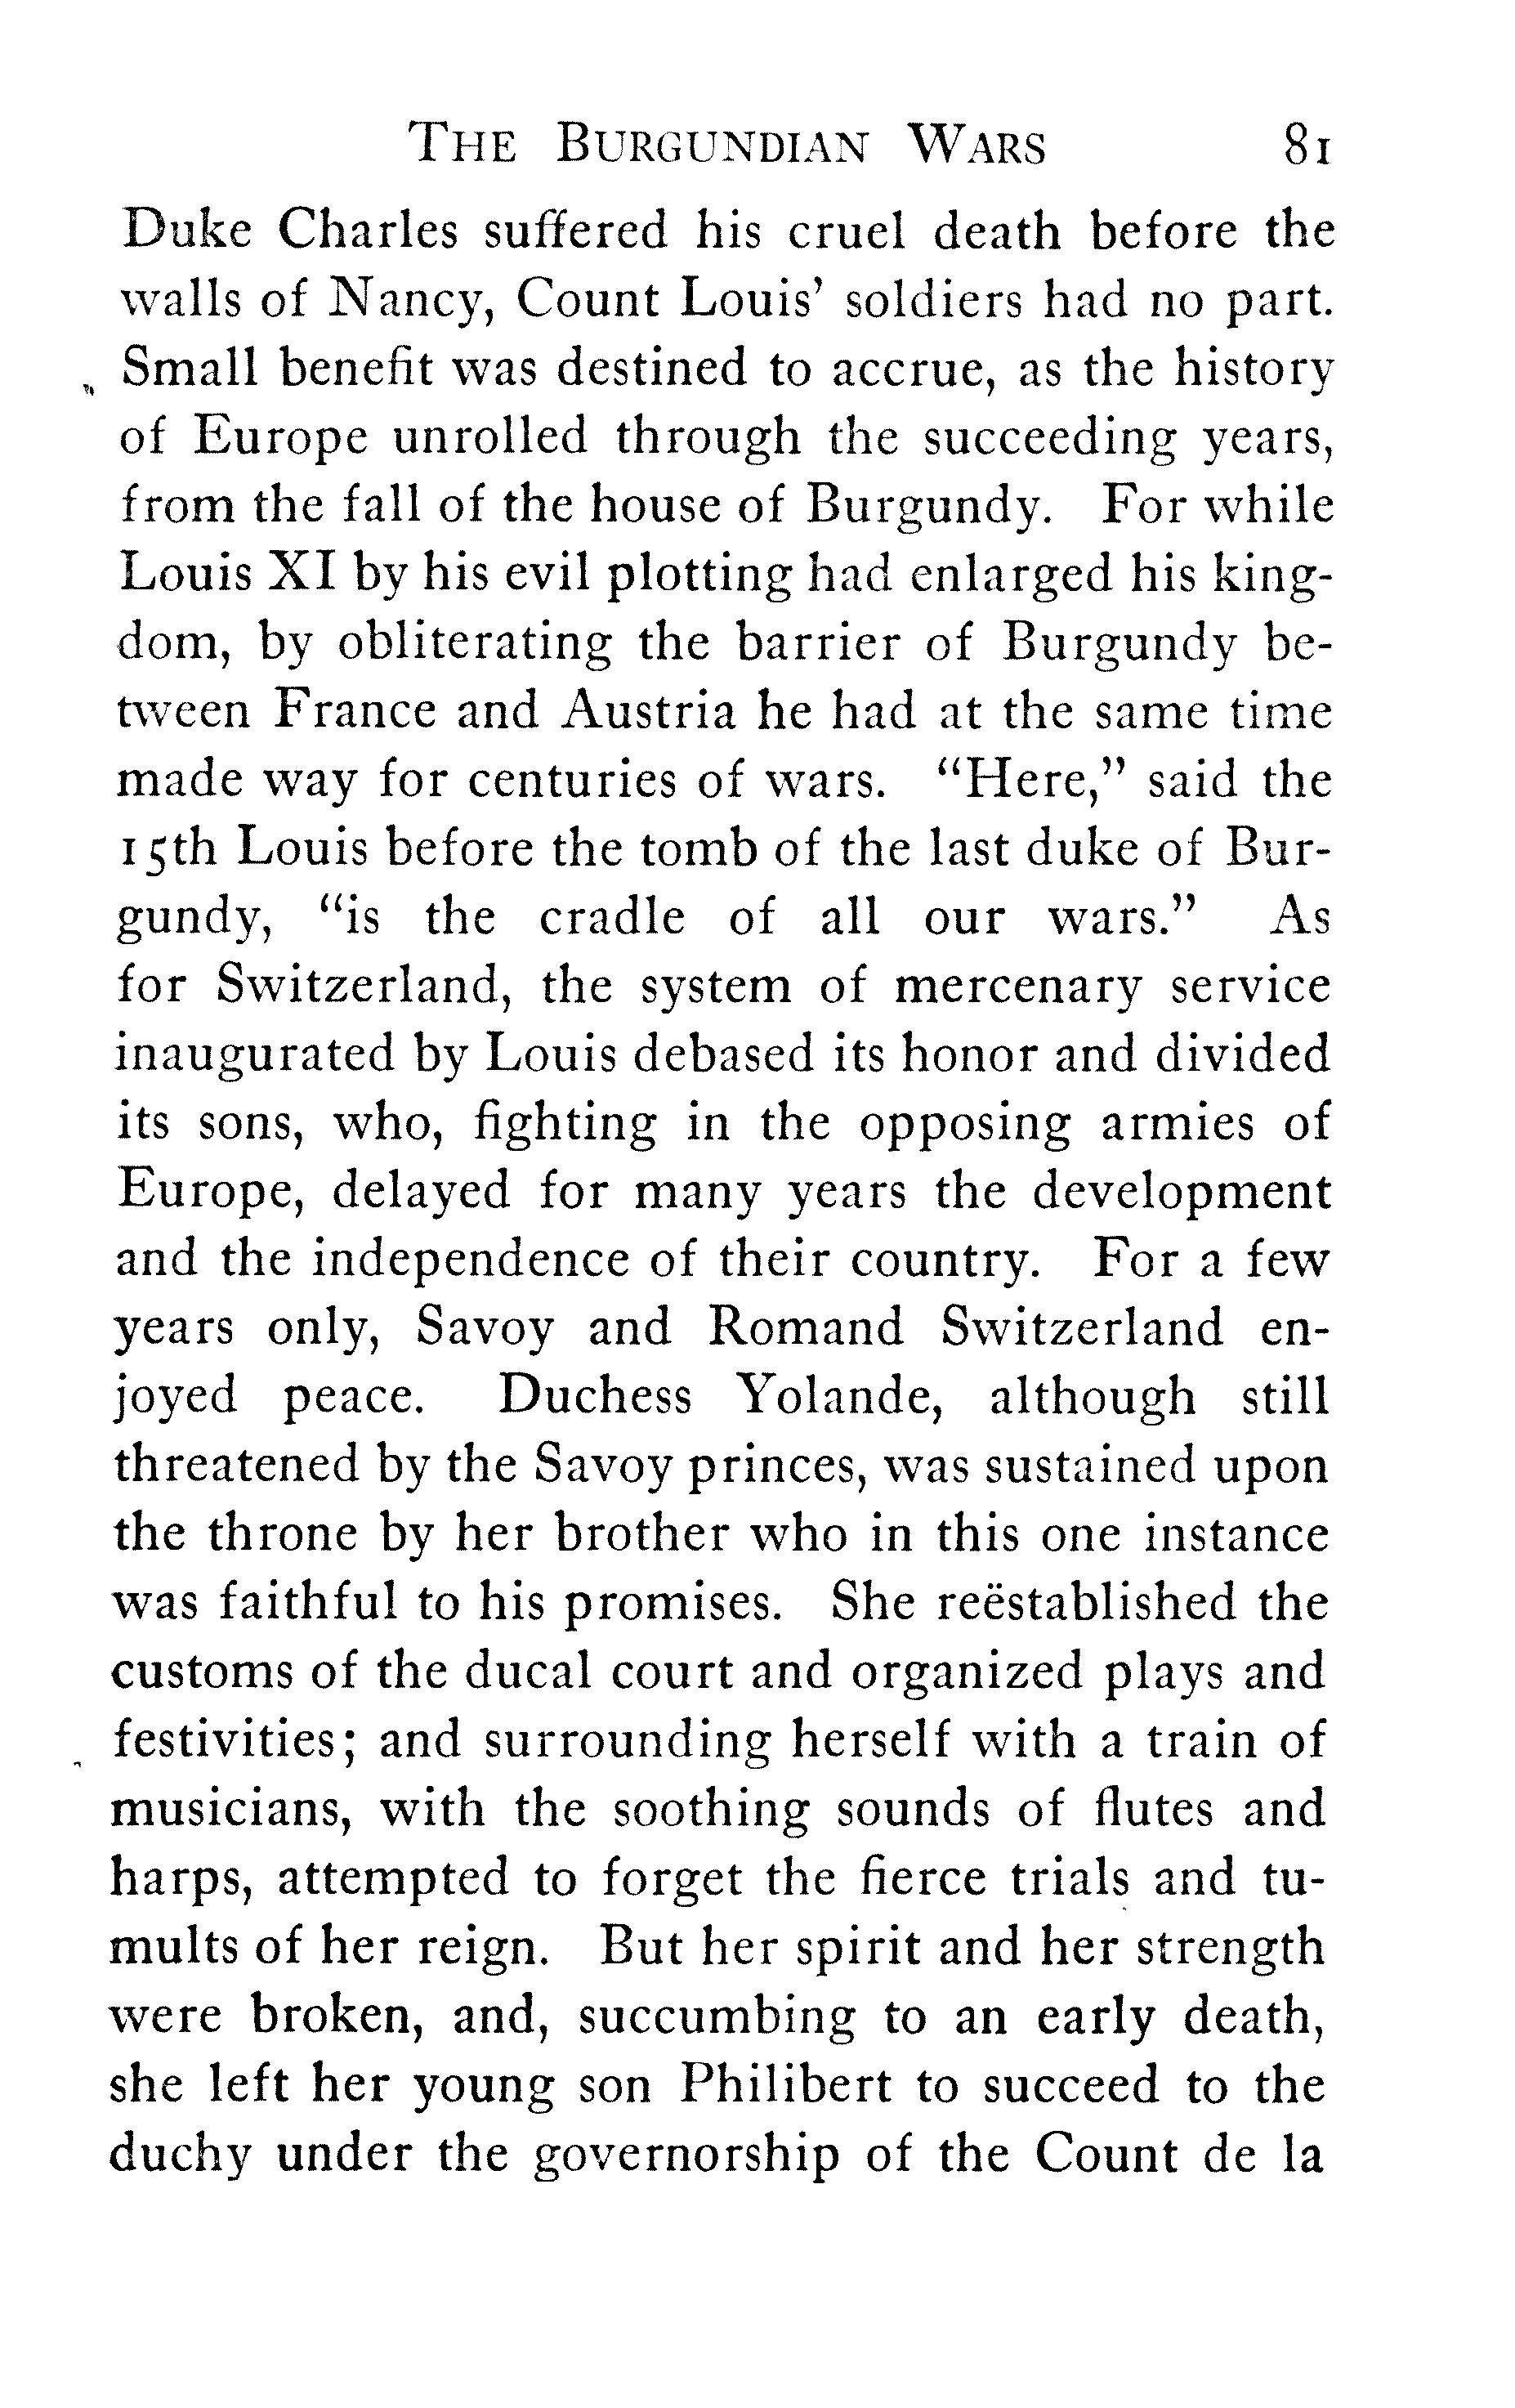 The Burgundian Wars 81
Duke Charles suffered his cruel death before the
walls of Nancy, Count Louis' soldiers had no part.
Small benefit was destined to accrue, as the history
of Europe unrolled through the succeeding years,
from the fall of the house of Burgundy. For while
Louis XI by his evil plotting had enlarged his king-
dom, by obliterating the barrier of Burgundy be-
tween France and Austria he had at the same time
made way for centuries of wars. “Here,” said the
15th Louis before the tomb of the last duke of Bur-
gundy, “is the cradle of all our wars.” As
for Switzerland, the system of mercenary service
inaugurated by Louis debased its honor and divided
its sons, who, fighting in the opposing armies of
Europe, delayed for many years the development
and the independence of their country. For a few
years only, Savoy and Romand Switzerland en-
joyed peace. Duchess Yolande, although still
threatened by the Savoy princes, was sustained upon
the throne by her brother who in this one instance
was faithful to his promises. She reëstablished the
customs of the ducal court and organized plays and
festivities; and surrounding herself with a train of
musicians, with the soothing sounds of flutes and
harps, attempted to forget the fierce trials and tu-
mults of her reign. But her spirit and her strength
were broken, and, succumbing to an early death,
she left her young son Philibert to succeed to the
duchy under the governorship of the Count de la